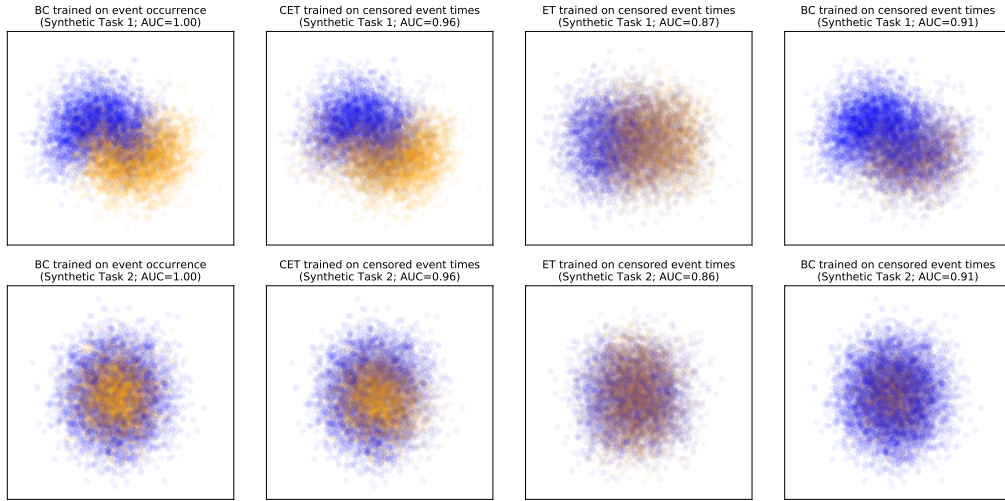 BC trained on event occurrence
(Synthetic Task 1; AUC=1.00)
CET trained on censored event times
(Synthetic Task 1; AUC=0.96)
ET trained on censored event times
(Synthetic Task 1; AUC=0.87)
BC trained on censored event times
(Synthetic Task 1; AUC=0.91)
BC trained on event occurrence
(Synthetic Task 2; AUC=1.00)
CET trained on censored event times
(Synthetic Task 2; AUC=0.96)
ET trained on censored event times
(Synthetic Task 2; AUC=0.86)
BC trained on censored event times
(Synthetic Task 2; AUC=0.91)